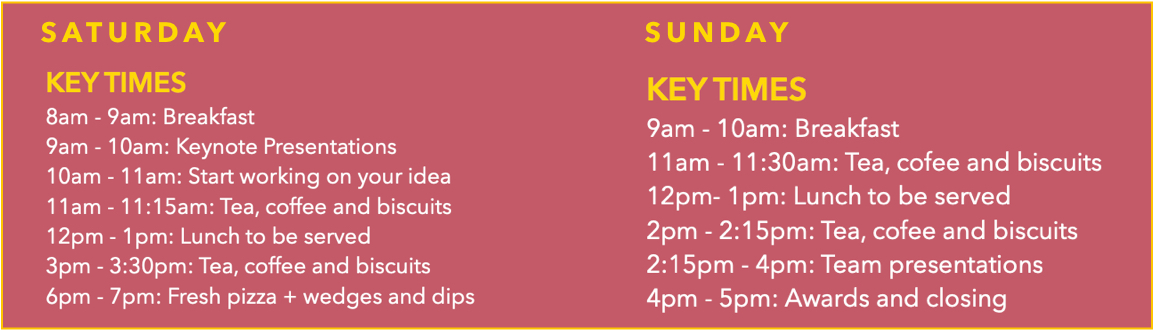 SATURDAY
KEY TIMES
8am - 9am: Breakfast
9am - 10am: Keynote Presentations
10am - 11am: Start working on your idea
11am - 11:15am: Tea, coffee and biscuits
12pm - 1pm: Lunch to be served
3pm - 3:30pm: Tea, coffee and biscuits
6pm - 7pm: Fresh pizza + wedges and dips
SUNDAY
KEY TIMES
9am - 10am: Breakfast
11am - 11:30am: Tea, cofee and biscuits
12pm- 1pm: Lunch to be served
2pm - 2:15pm: Tea, cofee and biscuits
2:15pm - 4pm: Team presentations
4pm - 5pm: Awards and closing